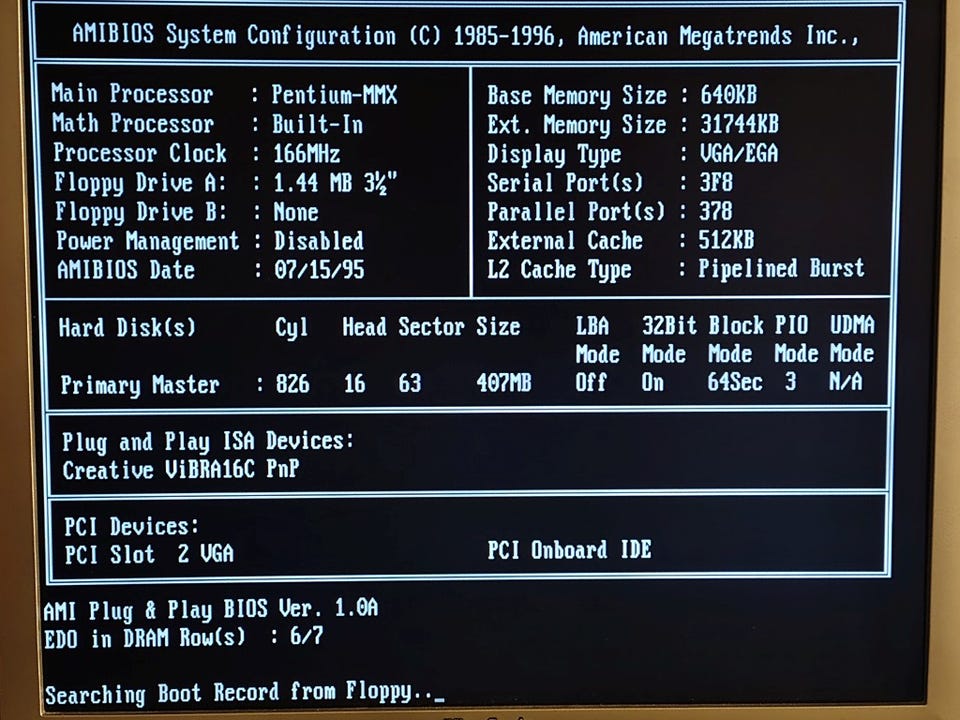 AMIBIOS System Configuration (C) 1985-1996, American Megatrends Inc.,
Main Processor : Pentium-MMX
Math Processor : Built-In
Processor Clock : 166MHz
Floppy Drive A: : 1.44 MB 3½"
Floppy Drive B: : None
Power Management : Disabled
AMIBIOS Date : 07/15/95
Base Memory Size : 640KB
Ext. Memory Size : 31744KB
Display Type : VGA/EGA
Serial Port(s) : 3F8
Parallel Port(s) : 378
External Cache : 512KB
L2 Cache Type : Pipelined Burst
Hard Disk(s) Cyl Head Sector Size LBA 32Bit Block PIO UDMA
Mode Mode Mode Mode Mode
Primary Master : 826 16 63 407MB Off On 64Sec 3 N/A
Plug and Play ISA Devices:
Creative ViBRA16C PnP
PCI Devices:
PCI Slot 2 VGA PCI Onboard IDE
AMI Plug & Play BIOS Ver. 1.0A
EDO in DRAM Row(s) : 6/7
Searching Boot Record from Floppy.._